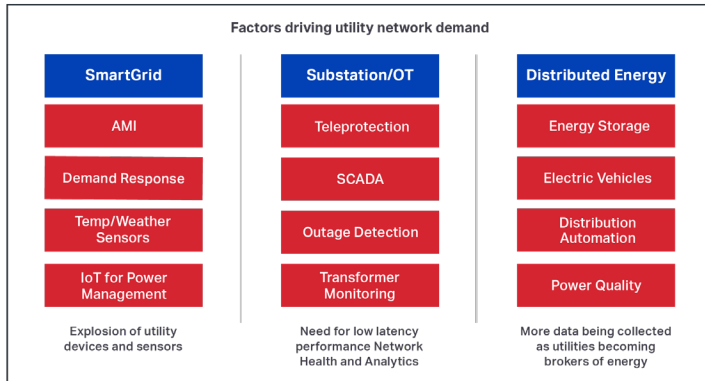 Factors driving utility network demand
SmartGrid
AMI
Demand Response
Temp/Weather
Sensors
IoT for Power
Management
Explosion of utility
devices and sensors
Substation/OT
Teleprotection
SCADA
Outage Detection
Transformer
Monitoring
Need for low latency
performance Network
Health and Analytics
Distributed Energy
Energy Storage
Electric Vehicles
Distribution
Automation
Power Quality
More data being collected
as utilities becoming
brokers of energy